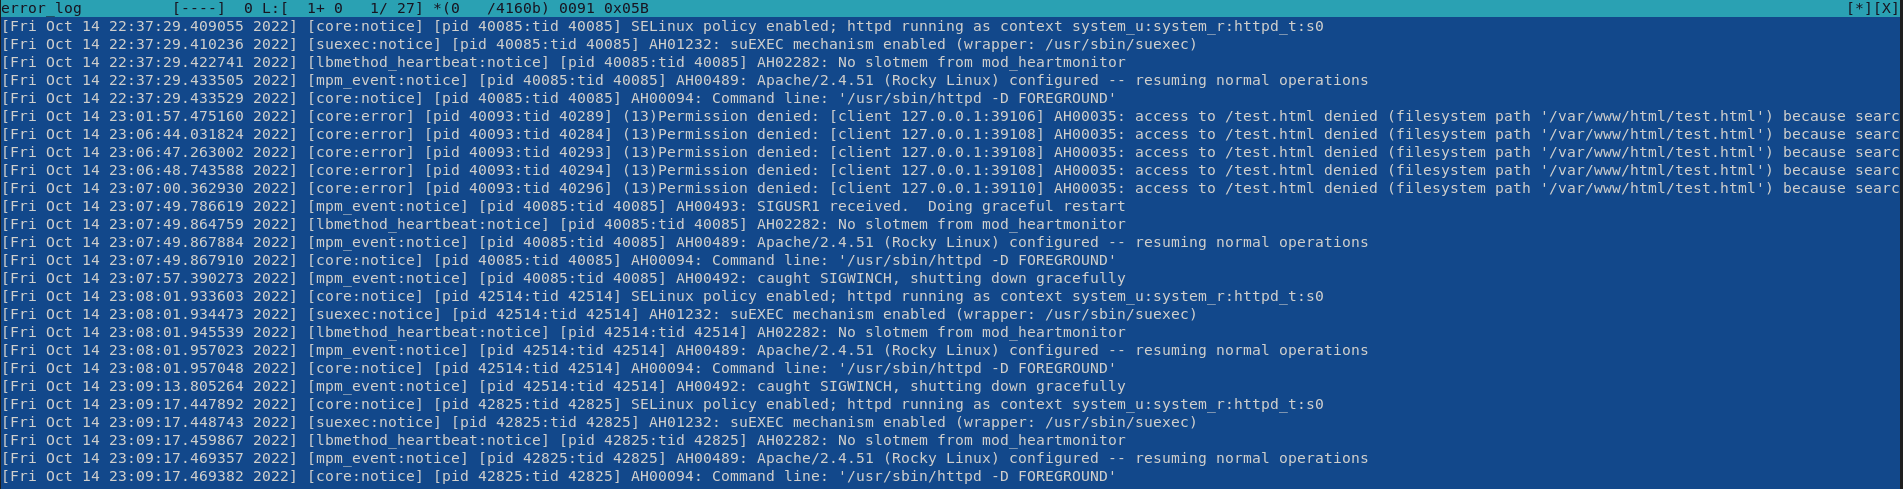 error_log          [----]  0 L:[  1+ 0   1/ 27] *(0   /4160b) 0091 0x05B                                   [*][X]
[Fri Oct 14 22:37:29.409055 2022] [core:notice] [pid 40085:tid 40085] SELinux policy enabled; httpd running as context system_u:system_r:httpd_t:s0
[Fri Oct 14 22:37:29.410236 2022] [suexec:notice] [pid 40085:tid 40085] AH01232: suEXEC mechanism enabled (wrapper: /usr/sbin/suexec)
[Fri Oct 14 22:37:29.422741 2022] [lbmethod_heartbeat:notice] [pid 40085:tid 40085] AH02282: No slotmem from mod_heartmonitor
[Fri Oct 14 22:37:29.433505 2022] [mpm_event:notice] [pid 40085:tid 40085] AH00489: Apache/2.4.51 (Rocky Linux) configured -- resuming normal operations
[Fri Oct 14 22:37:29.433529 2022] [core:notice] [pid 40085:tid 40085] AH00094: Command line: '/usr/sbin/httpd -D FOREGROUND'
[Fri Oct 14 23:01:57.475160 2022] [core:error] [pid 40093:tid 40289] (13)Permission denied: [client 127.0.0.1:39106] AH00035: access to /test.html denied (filesystem path '/var/www/html/test.html') because searc
[Fri Oct 14 23:06:44.031824 2022] [core:error] [pid 40093:tid 40284] (13)Permission denied: [client 127.0.0.1:39108] AH00035: access to /test.html denied (filesystem path '/var/www/html/test.html') because searc
[Fri Oct 14 23:06:47.263002 2022] [core:error] [pid 40093:tid 40293] (13)Permission denied: [client 127.0.0.1:39108] AH00035: access to /test.html denied (filesystem path '/var/www/html/test.html') because searc
[Fri Oct 14 23:06:48.743588 2022] [core:error] [pid 40093:tid 40294] (13)Permission denied: [client 127.0.0.1:39108] AH00035: access to /test.html denied (filesystem path '/var/www/html/test.html') because searc
[Fri Oct 14 23:07:00.362930 2022] [core:error] [pid 40093:tid 40296] (13)Permission denied: [client 127.0.0.1:39110] AH00035: access to /test.html denied (filesystem path '/var/www/html/test.html') because searc
[Fri Oct 14 23:07:49.786619 2022] [mpm_event:notice] [pid 40085:tid 40085] AH00493: SIGUSR1 received.  Doing graceful restart
[Fri Oct 14 23:07:49.864759 2022] [lbmethod_heartbeat:notice] [pid 40085:tid 40085] AH02282: No slotmem from mod_heartmonitor
[Fri Oct 14 23:07:49.867884 2022] [mpm_event:notice] [pid 40085:tid 40085] AH00489: Apache/2.4.51 (Rocky Linux) configured -- resuming normal operations
[Fri Oct 14 23:07:49.867910 2022] [core:notice] [pid 40085:tid 40085] AH00094: Command line: '/usr/sbin/httpd -D FOREGROUND'
[Fri Oct 14 23:07:57.390273 2022] [mpm_event:notice] [pid 40085:tid 40085] AH00492: caught SIGWINCH, shutting down gracefully
[Fri Oct 14 23:08:01.933603 2022] [core:notice] [pid 42514:tid 42514] SELinux policy enabled; httpd running as context system_u:system_r:httpd_t:s0
[Fri Oct 14 23:08:01.934473 2022] [suexec:notice] [pid 42514:tid 42514] AH01232: suEXEC mechanism enabled (wrapper: /usr/sbin/suexec)
[Fri Oct 14 23:08:01.945539 2022] [lbmethod_heartbeat:notice] [pid 42514:tid 42514] AH02282: No slotmem from mod_heartmonitor
[Fri Oct 14 23:08:01.957023 2022] [mpm_event:notice] [pid 42514:tid 42514] AH00489: Apache/2.4.51 (Rocky Linux) configured -- resuming normal operations
[Fri Oct 14 23:08:01.957048 2022] [core:notice] [pid 42514:tid 42514] AH00094: Command line: '/usr/sbin/httpd -D FOREGROUND'
[Fri Oct 14 23:09:13.805264 2022] [mpm_event:notice] [pid 42514:tid 42514] AH00492: caught SIGWINCH, shutting down gracefully
[Fri Oct 14 23:09:17.447892 2022] [core:notice] [pid 42825:tid 42825] SELinux policy enabled; httpd running as context system_u:system_r:httpd_t:s0
[Fri Oct 14 23:09:17.448743 2022] [suexec:notice] [pid 42825:tid 42825] AH01232: suEXEC mechanism enabled (wrapper: /usr/sbin/suexec)
[Fri Oct 14 23:09:17.459867 2022] [lbmethod_heartbeat:notice] [pid 42825:tid 42825] AH02282: No slotmem from mod_heartmonitor
[Fri Oct 14 23:09:17.469357 2022] [mpm_event:notice] [pid 42825:tid 42825] AH00489: Apache/2.4.51 (Rocky Linux) configured -- resuming normal operations
[Fri Oct 14 23:09:17.469382 2022] [core:notice] [pid 42825:tid 42825] AH00094: Command line: '/usr/sbin/httpd -D FOREGROUND'